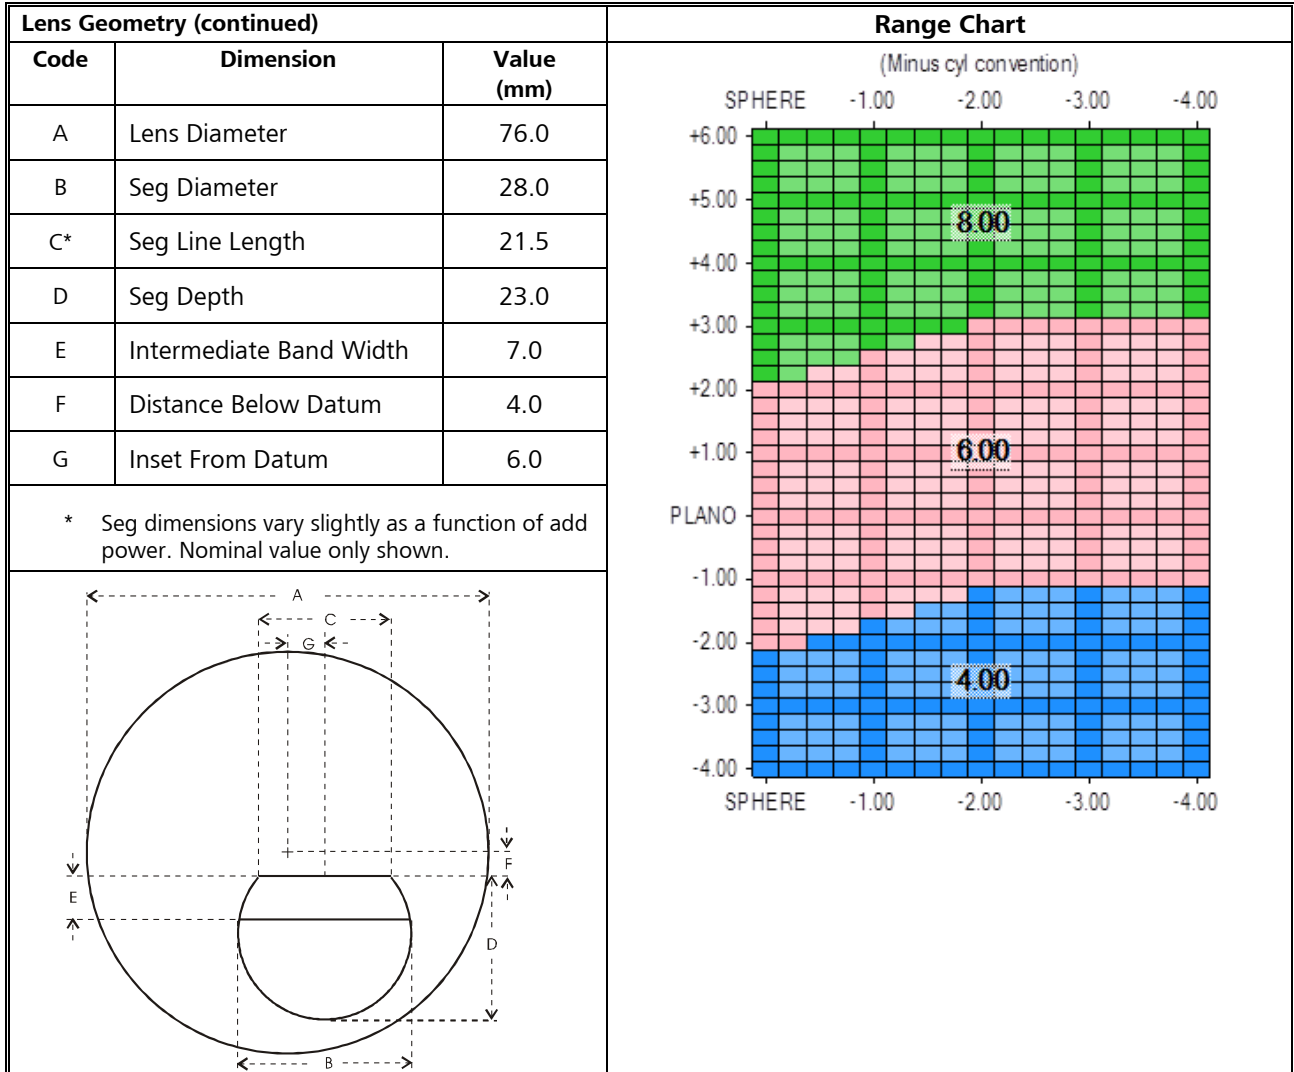 Lens Geometry (continued)
Code Dimension Value (mm)
A Lens Diameter 76.0
B Seg Diameter 28.0
C* Seg Line Length 21.5
D Seg Depth 23.0
E Intermediate Band Width 7.0
F Distance Below Datum 4.0
G Inset From Datum 6.0
* Seg dimensions vary slightly as a function of add
power. Nominal value only shown.
A
C
G
F
E
D
B
Range Chart
(Minus cyl convention)
SPHERE -1.00 -2.00 -3.00 -4.00
+6.00
+5.00
8.00
+4.00
+3.00
+2.00
+1.00
6.00
PLANO
-1.00
-2.00
4.00
-3.00
-4.00
SPHERE -1.00 -2.00 -3.00 -4.00